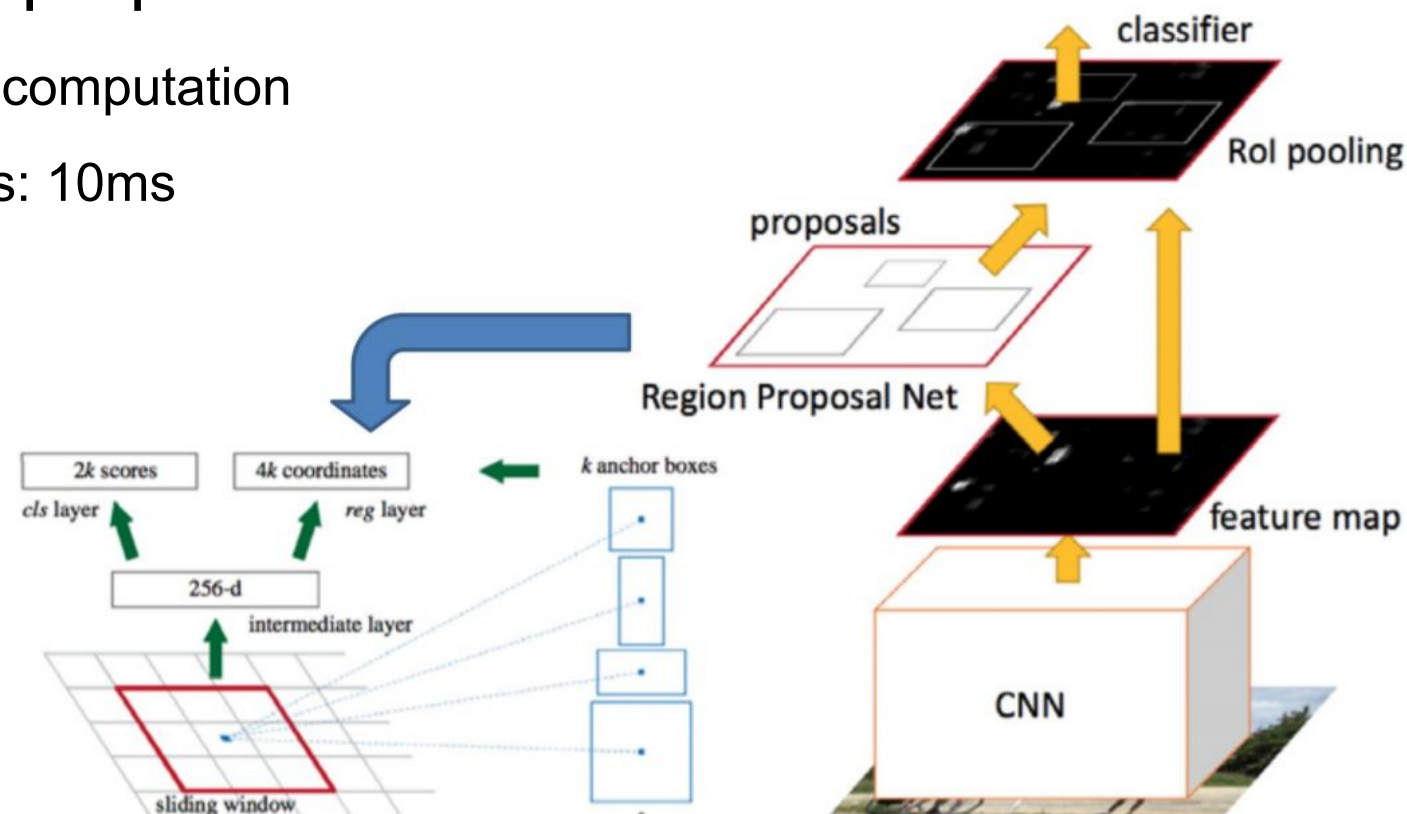 computation
s: 10ms
classifier
RoI pooling
proposals
Region Proposal Net
feature map
CNN
2k scores
4k coordinates
k anchor boxes
cls layer
reg layer
256-d
intermediate layer
sliding window